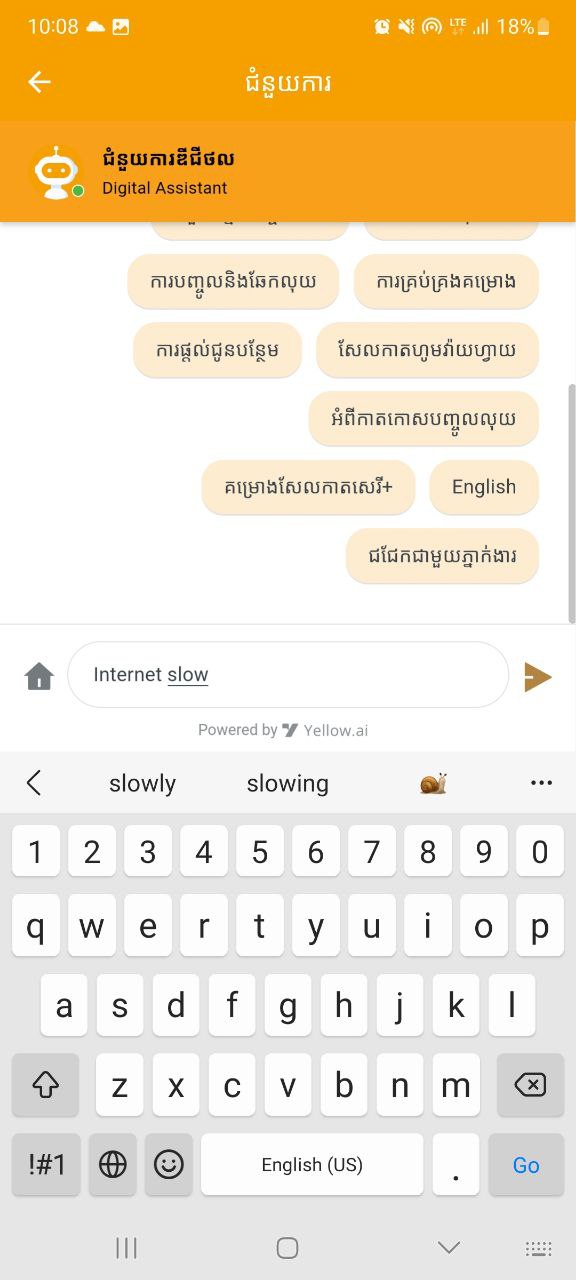 10:08 LTE 18%
ជំនួយការ
ជំនួយការឌីជីថល
Digital Assistant
ការបញ្ចូលនិងផ្ទេរលុយ ការគ្រប់គ្រងគម្រោង
ការផ្តល់ជូនបន្ថែម សែលកាតហូមវ៉ាយហ្វាយ
អំពីកាតកោសបញ្ចូលលុយ
គម្រោងសែលកាតសេរី+ English
ជជែកជាមួយភ្នាក់ងារ
Internet slow
Powered by Yellow.ai
slowly slowing
1 2 3 4 5 6 7 8 9 0
q w e r t y u i o p
a s d f g h j k l
z x c v b n m
!#1 English (US) . Go